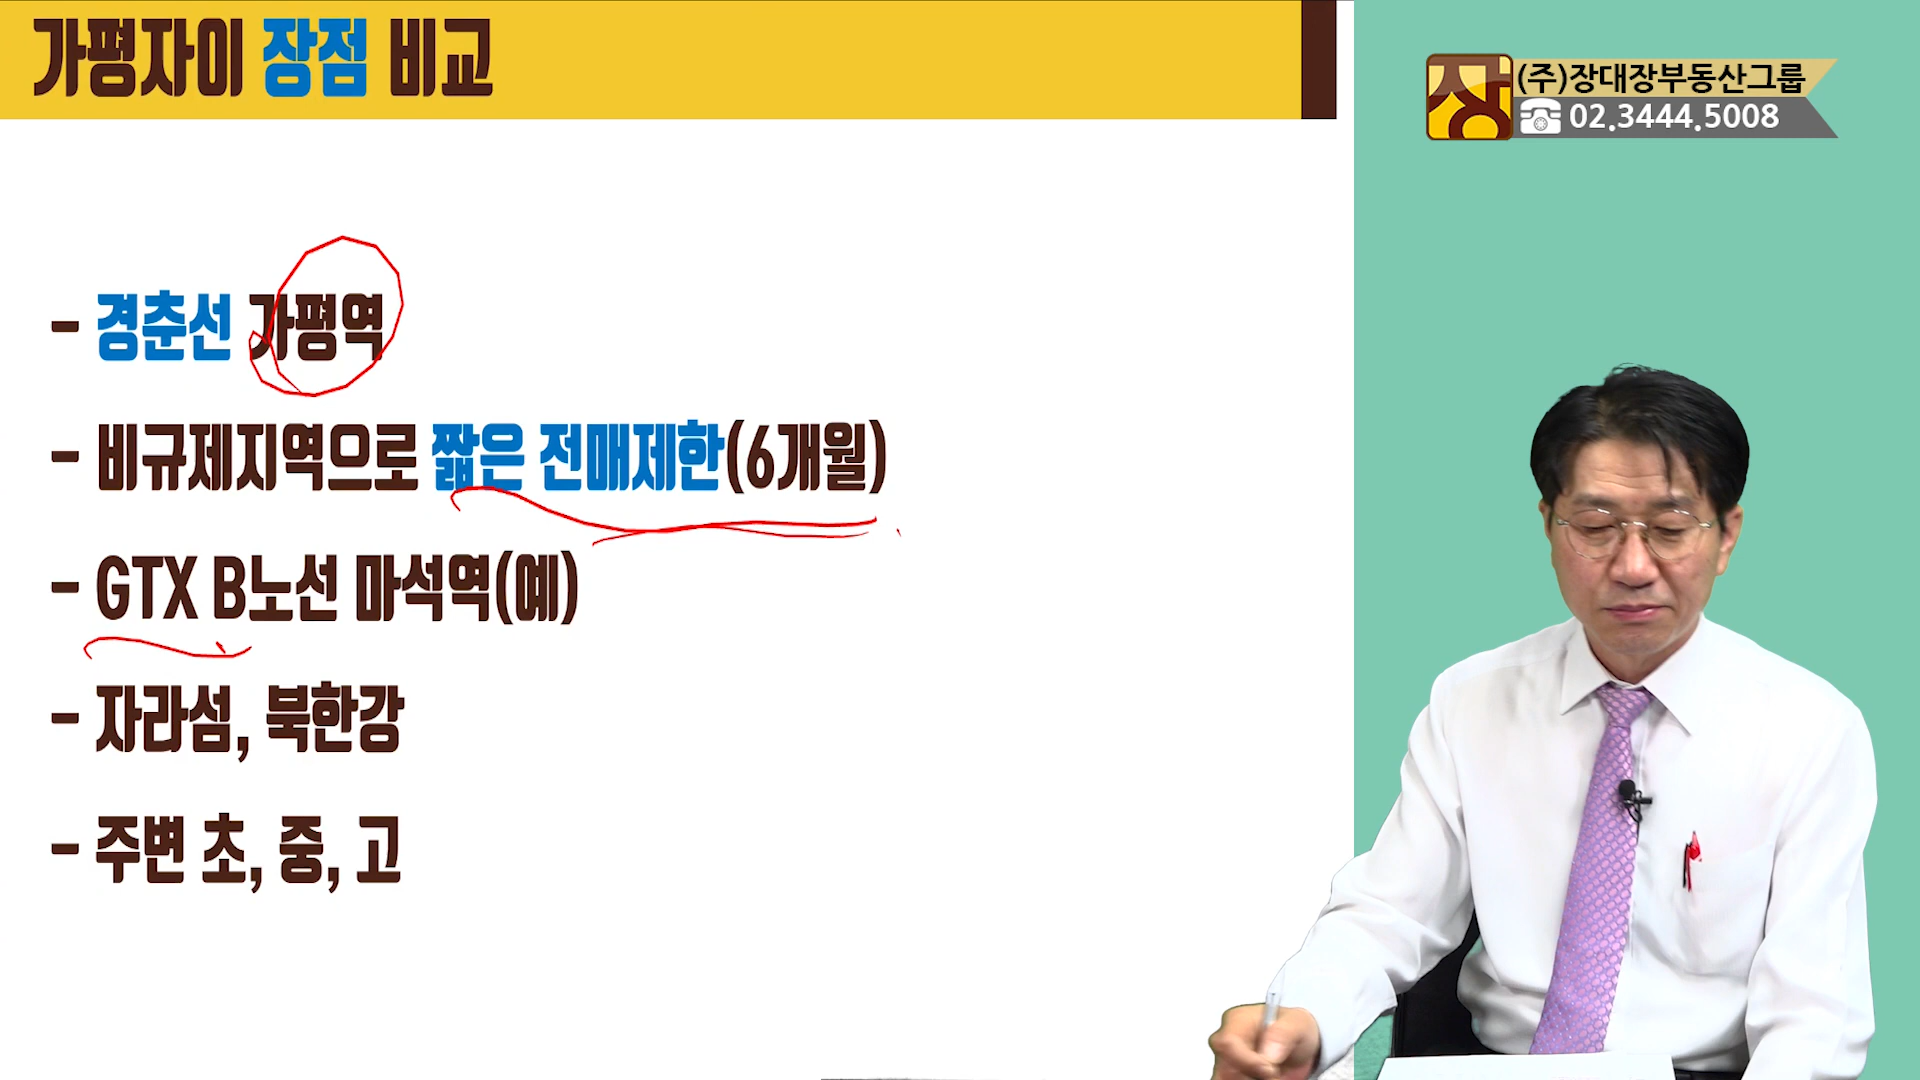 가평자이 장점 비교
(주)장대장부동산그룹
02.3444.5008
- 경춘선 가평역
- 비규제지역으로 짧은 전매제한(6개월)
- GTX B노선 마석역(예)
- 자라섬, 북한강
- 주변 초, 중, 고
장